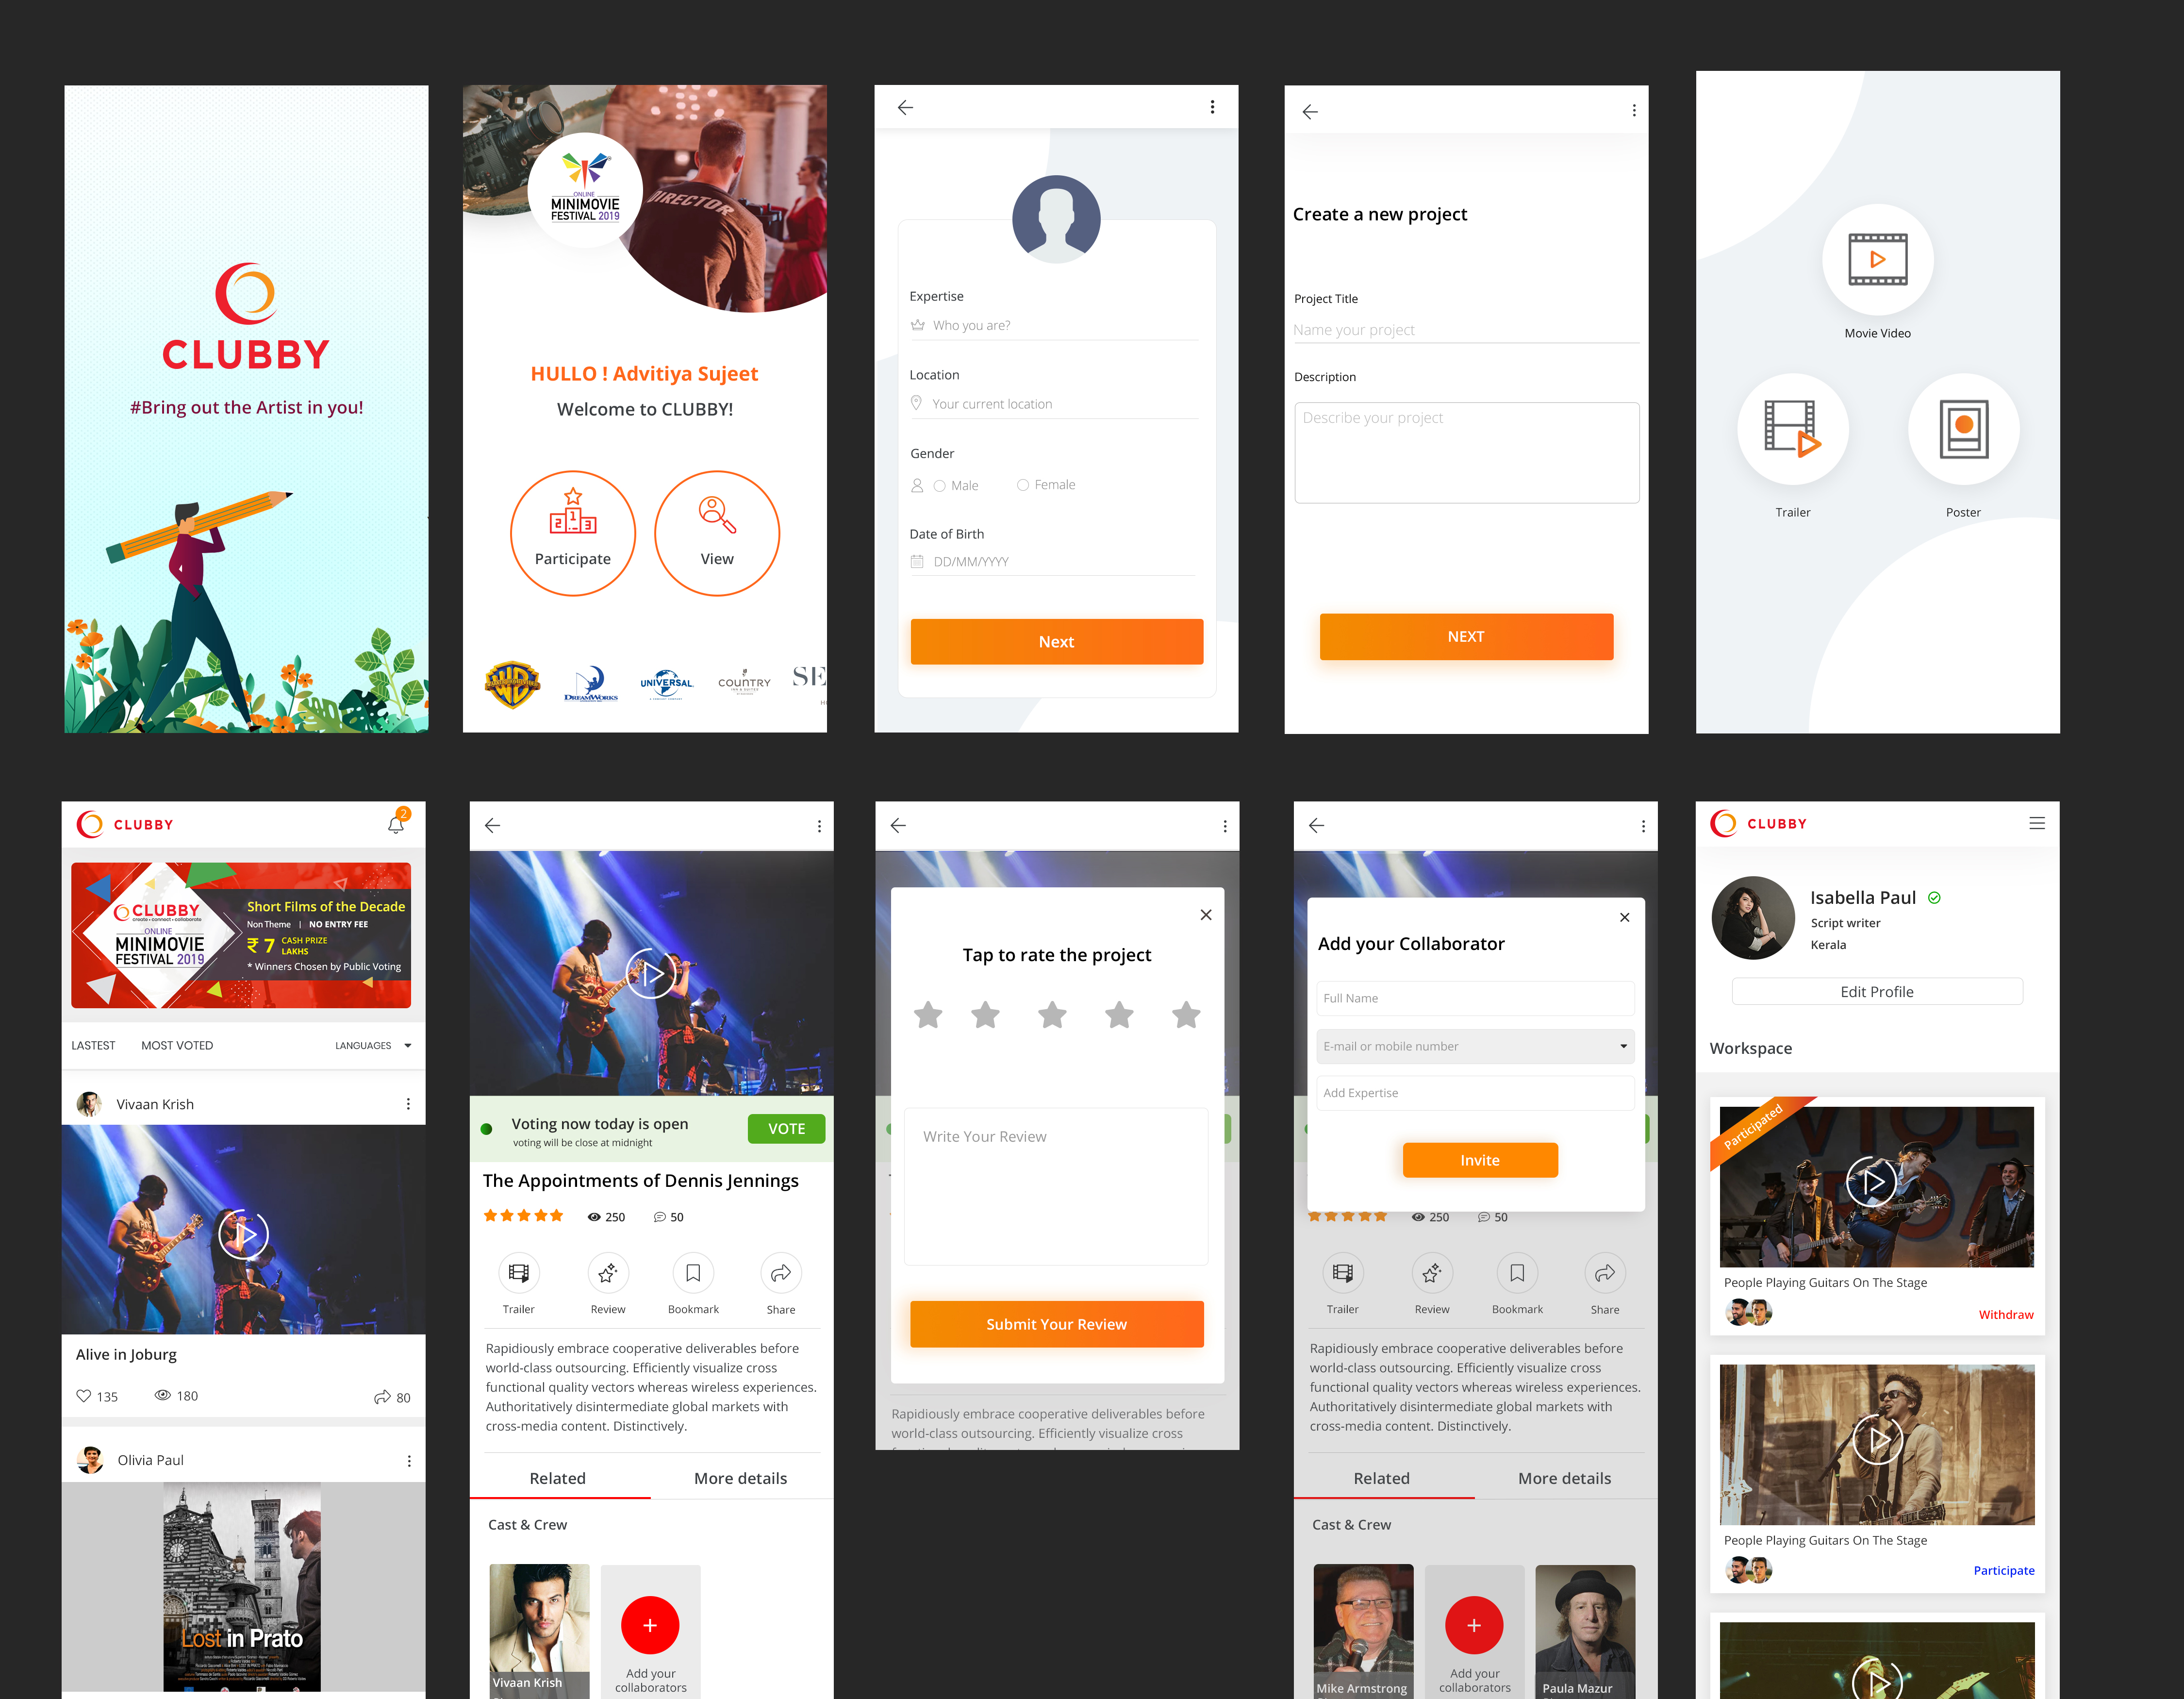 CLUBBY
#Bring out the Artist in you!
DIRECTOR
ONLINE
MINIMOVIE
FESTIVAL 2019
HULLO ! Advitiya Sujeet
Welcome to CLUBBY!
2 1 3
Participate
View
WB
DREAMWORKS
UNIVERSAL
COUNTRY
INN & SUITES
SE
Expertise
Who you are?
Location
Your current location
Gender
Male
Female
Date of Birth
DD/MM/YYYY
Next
Create a new project
Project Title
Name your project
Description
Describe your project
NEXT
Movie Video
Trailer
Poster
CLUBBY
2
CLUBBY
create • connect • collaborate
ONLINE
MINIMOVIE
FESTIVAL 2019
Short Films of the Decade
Non Theme | NO ENTRY FEE
₹ 7 CASH PRIZE
LAKHS
* Winners Chosen by Public Voting
LASTEST
MOST VOTED
LANGUAGES
Vivaan Krish
Alive in Joburg
135
180
80
Olivia Paul
Lost in Prato
Voting now today is open
voting will be close at midnight
VOTE
The Appointments of Dennis Jennings
250
50
Trailer
Review
Bookmark
Share
Rapidiously embrace cooperative deliverables before
world-class outsourcing. Efficiently visualize cross
functional quality vectors whereas wireless experiences.
Authoritatively disintermediate global markets with
cross-media content. Distinctively.
Related
More details
Cast & Crew
Vivaan Krish
Add your
collaborators
Tap to rate the project
Write Your Review
Submit Your Review
Rapidiously embrace cooperative deliverables before
world-class outsourcing. Efficiently visualize cross
Add your Collaborator
Full Name
E-mail or mobile number
Add Expertise
Invite
250
50
Trailer
Review
Bookmark
Share
Rapidiously embrace cooperative deliverables before
world-class outsourcing. Efficiently visualize cross
functional quality vectors whereas wireless experiences.
Authoritatively disintermediate global markets with
cross-media content. Distinctively.
Related
More details
Cast & Crew
Mike Armstrong
Add your
collaborators
Paula Mazur
CLUBBY
Isabella Paul
Script writer
Kerala
Edit Profile
Workspace
Participated
People Playing Guitars On The Stage
Withdraw
People Playing Guitars On The Stage
Participate